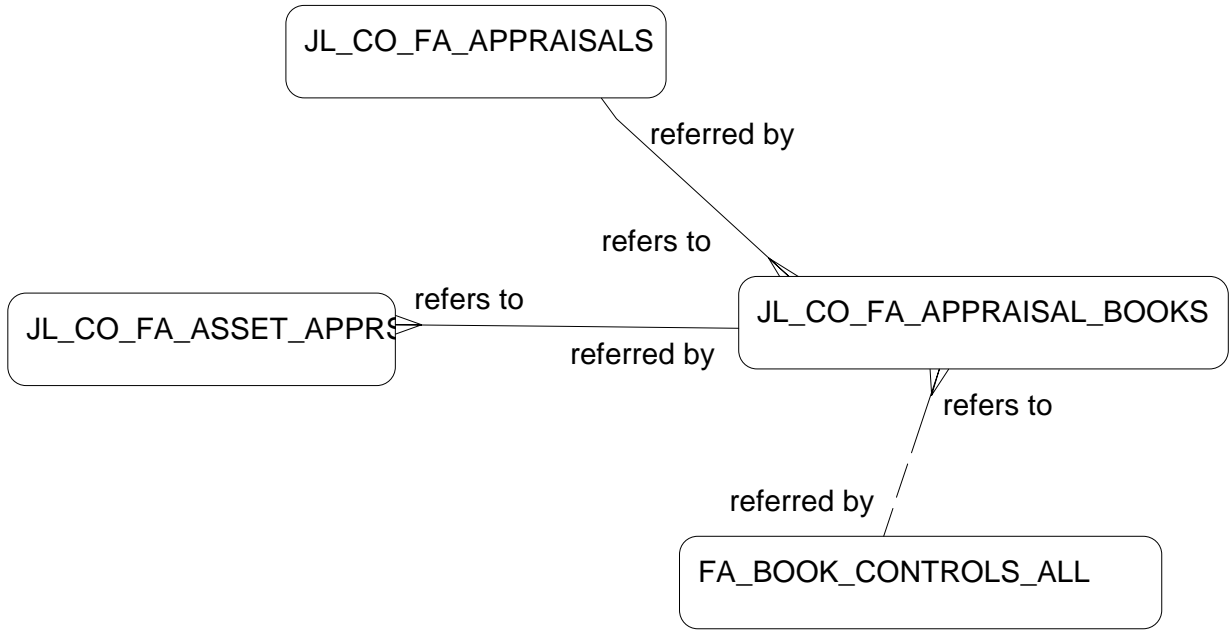 JL_CO_FA_APPRAISALS
referred by
refers to
refers to
JL_CO_FA_APPRAISAL_BOOKS
JL_CO_FA_ASSET_APPRS
referred by
refers to
referred by
FA_BOOK_CONTROLS_ALL